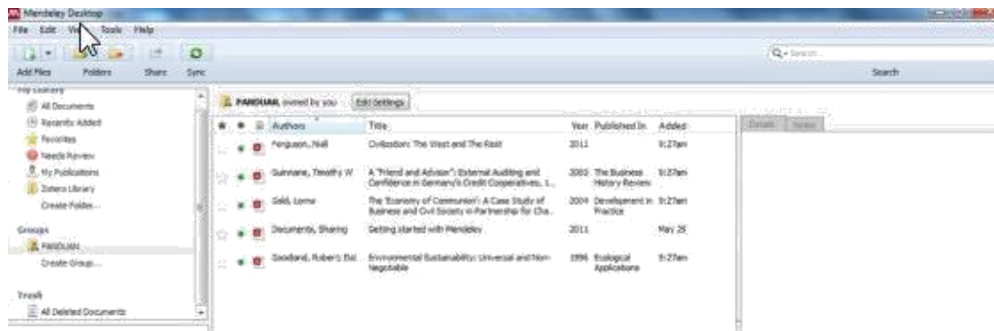 Mendeley Desktop
File Edit View Tools Help
Add Files Folders Share Sync
Search...
Search
My Library
All Documents
Recently Added
Favorites
Needs Review
My Publications
Zotero Library
Create Folder...
Groups
PANDUAN
Create Group...
Trash
All Deleted Documents
PANDUAN, owned by you Edit Settings
Authors Title Year Published In Added
Ferguson, Niall Civilization: The West and The Rest 2011 9:27am
Guinnane, Timothy W A "Friend and Advisor": External Auditing and 2003 The Business 9:27am
Confidence in Germany's Credit Cooperatives, 1... History Review
Gold, Lorna The 'Economy of Communion': A Case Study of 2004 Development in 9:27am
Business and Civil Society in Partnership for Cha... Practice
Documents, Sharing Getting started with Mendeley 2011 May 25
Goodland, Robert; Dal. Environmental Sustainability: Universal and Non- 1996 Ecological 9:27am
Negotiable Applications
Details Notes